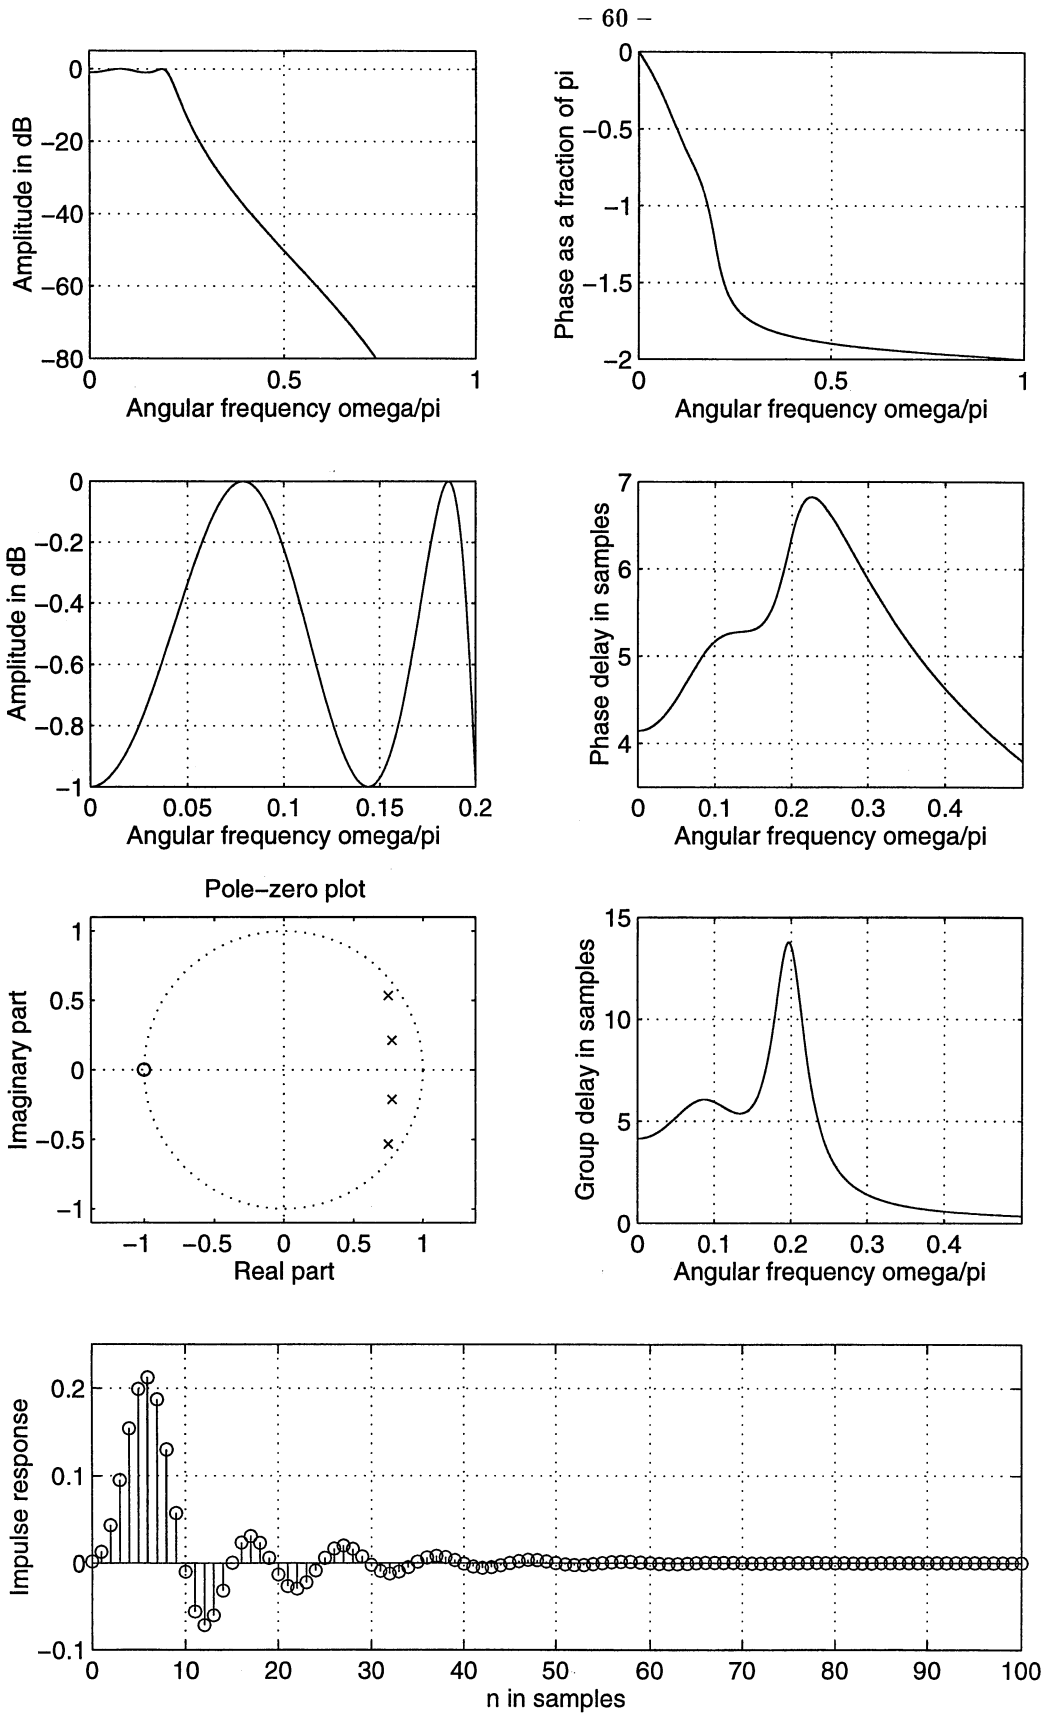 – 60 –
0
−20
−40
−60
−80
Amplitude in dB
0 0.5 1
Angular frequency omega/pi
0
−0.5
−1
−1.5
−2
Phase as a fraction of pi
0 0.5 1
Angular frequency omega/pi
0
−0.2
−0.4
−0.6
−0.8
−1
Amplitude in dB
0 0.05 0.1 0.15 0.2
Angular frequency omega/pi
7
6
5
4
Phase delay in samples
0 0.1 0.2 0.3 0.4
Angular frequency omega/pi
Pole−zero plot
1
0.5
0
−0.5
−1
Imaginary part
−1 −0.5 0 0.5 1
Real part
15
10
5
0
Group delay in samples
0 0.1 0.2 0.3 0.4
Angular frequency omega/pi
0.2
0.1
0
−0.1
Impulse response
0 10 20 30 40 50 60 70 80 90 100
n in samples